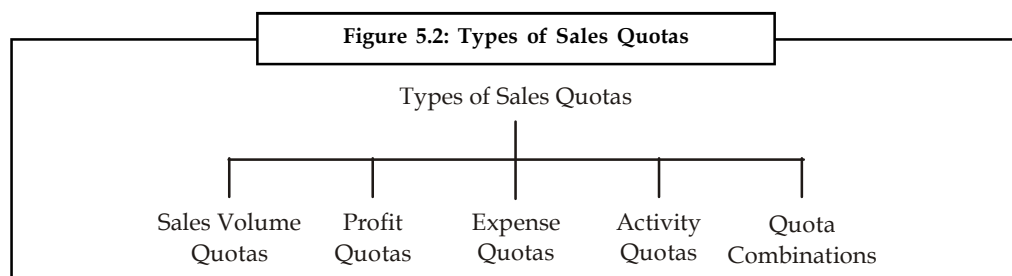 Figure 5.2: Types of Sales Quotas
Types of Sales Quotas
Sales Volume Quotas
Profit Quotas
Expense Quotas
Activity Quotas
Quota Combinations